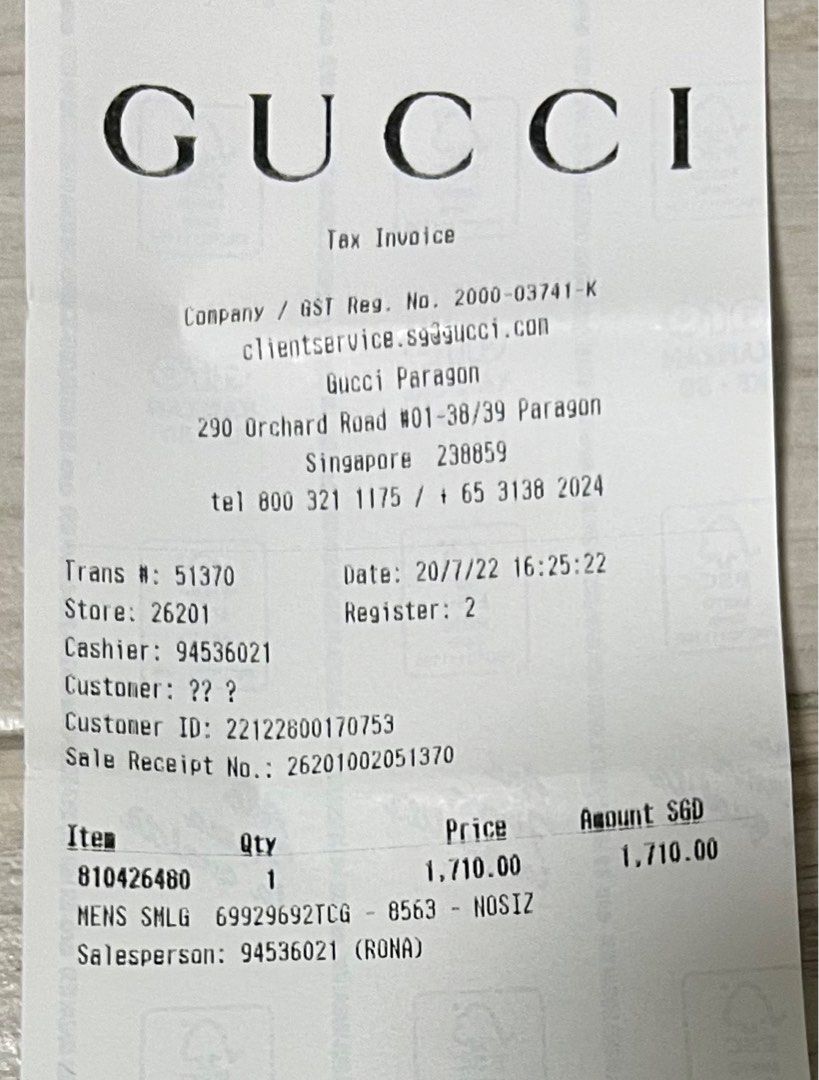 GUCCI
Tax Invoice
Company / GST Reg. No. 2000-03741-K
clientservice.sg@gucci.com
Gucci Paragon
290 Orchard Road #01-38/39 Paragon
Singapore 238859
tel 800 321 1175 / + 65 3138 2024
Trans #: 51370 Date: 20/7/22 16:25:22
Store: 26201 Register: 2
Cashier: 94536021
Customer: ?? ?
Customer ID: 22122800170753
Sale Receipt No.: 26201002051370
Item Qty Price Amount SGD
810426480 1 1,710.00 1,710.00
MENS SMLG 69929692TCG - 8563 - NOSIZ
Salesperson: 94536021 (RONA)